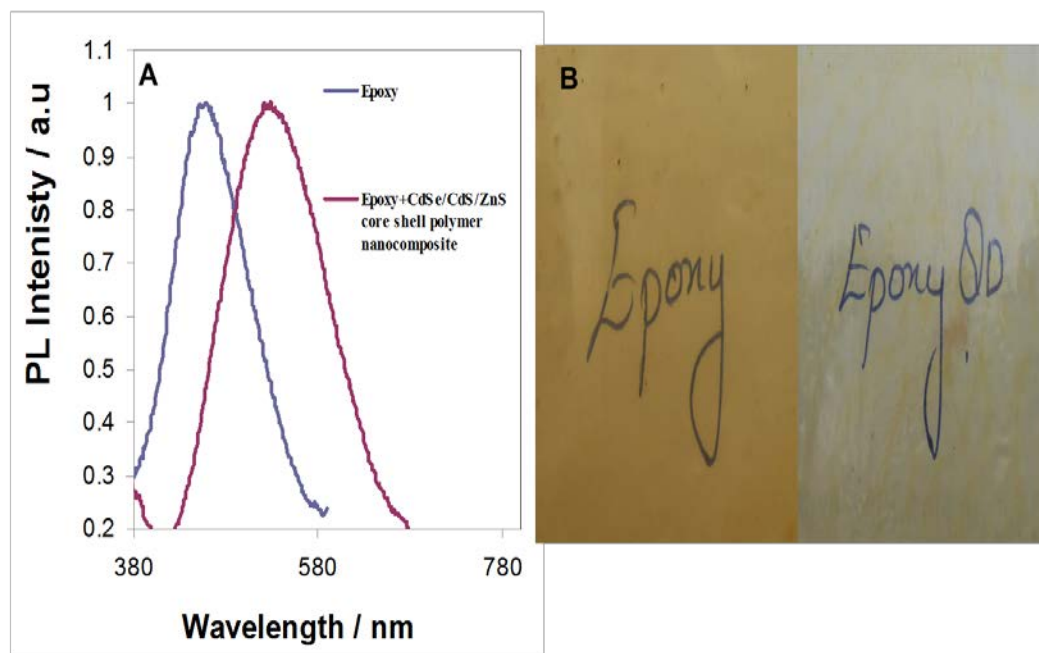 A
1.1
1
0.9
0.8
0.7
0.6
0.5
0.4
0.3
0.2
380 580 780
PL Intenisty / a.u
Wavelength / nm
Epoxy
Epoxy+CdSe/CdS/ZnS
core shell polymer
nanocomposite
B
Epoxy
Epoxy QD